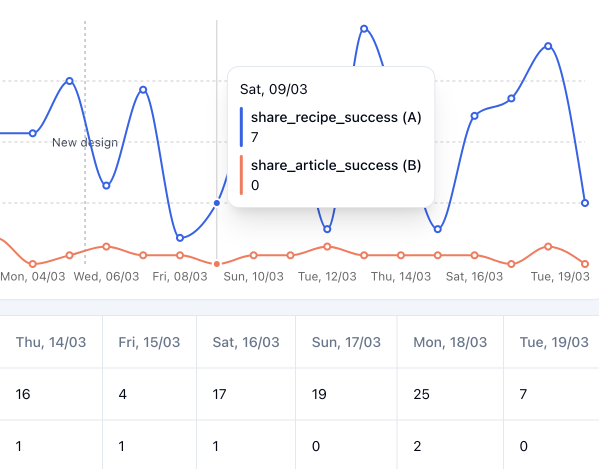 New design
Sat, 09/03
share_recipe_success (A)
7
share_article_success (B)
0
Mon, 04/03 Wed, 06/03 Fri, 08/03 Sun, 10/03 Tue, 12/03 Thu, 14/03 Sat, 16/03 Tue, 19/03
Thu, 14/03 Fri, 15/03 Sat, 16/03 Sun, 17/03 Mon, 18/03 Tue, 19/03
16 4 17 19 25 7
1 1 1 0 2 0